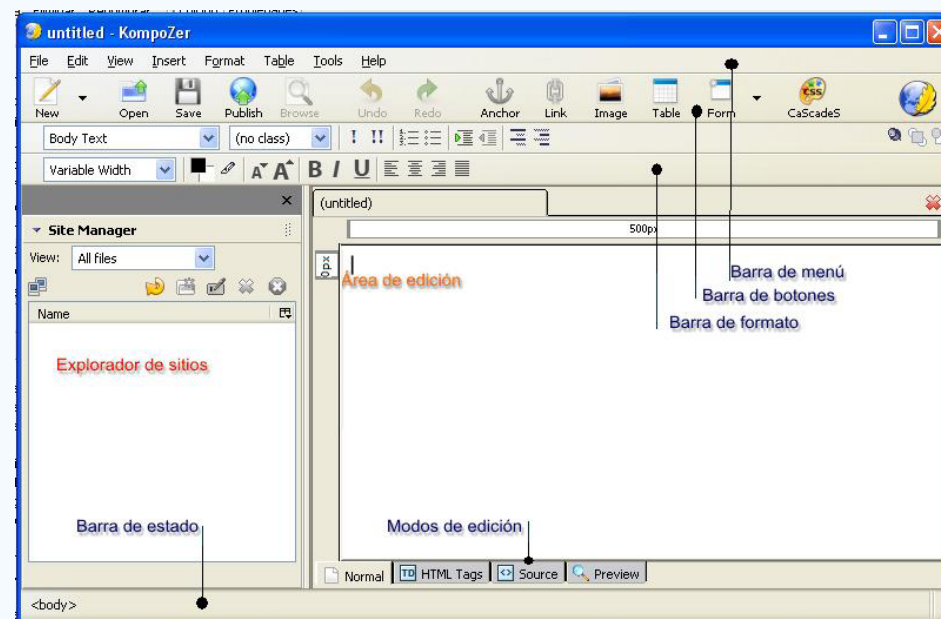 untitled - KompoZer
File Edit View Insert Format Table Tools Help
New Open Save Publish Browse Undo Redo Anchor Link Image Table Form CaScadeS
Body Text (no class) ! !!
Variable Width A A B I U
(untitled)
Site Manager
500px
View: All files
0px
Área de edición
Barra de menú
Barra de botones
Name
Barra de formato
Explorador de sitios
Barra de estado
Modos de edición
Normal TD HTML Tags Source Preview
<body>